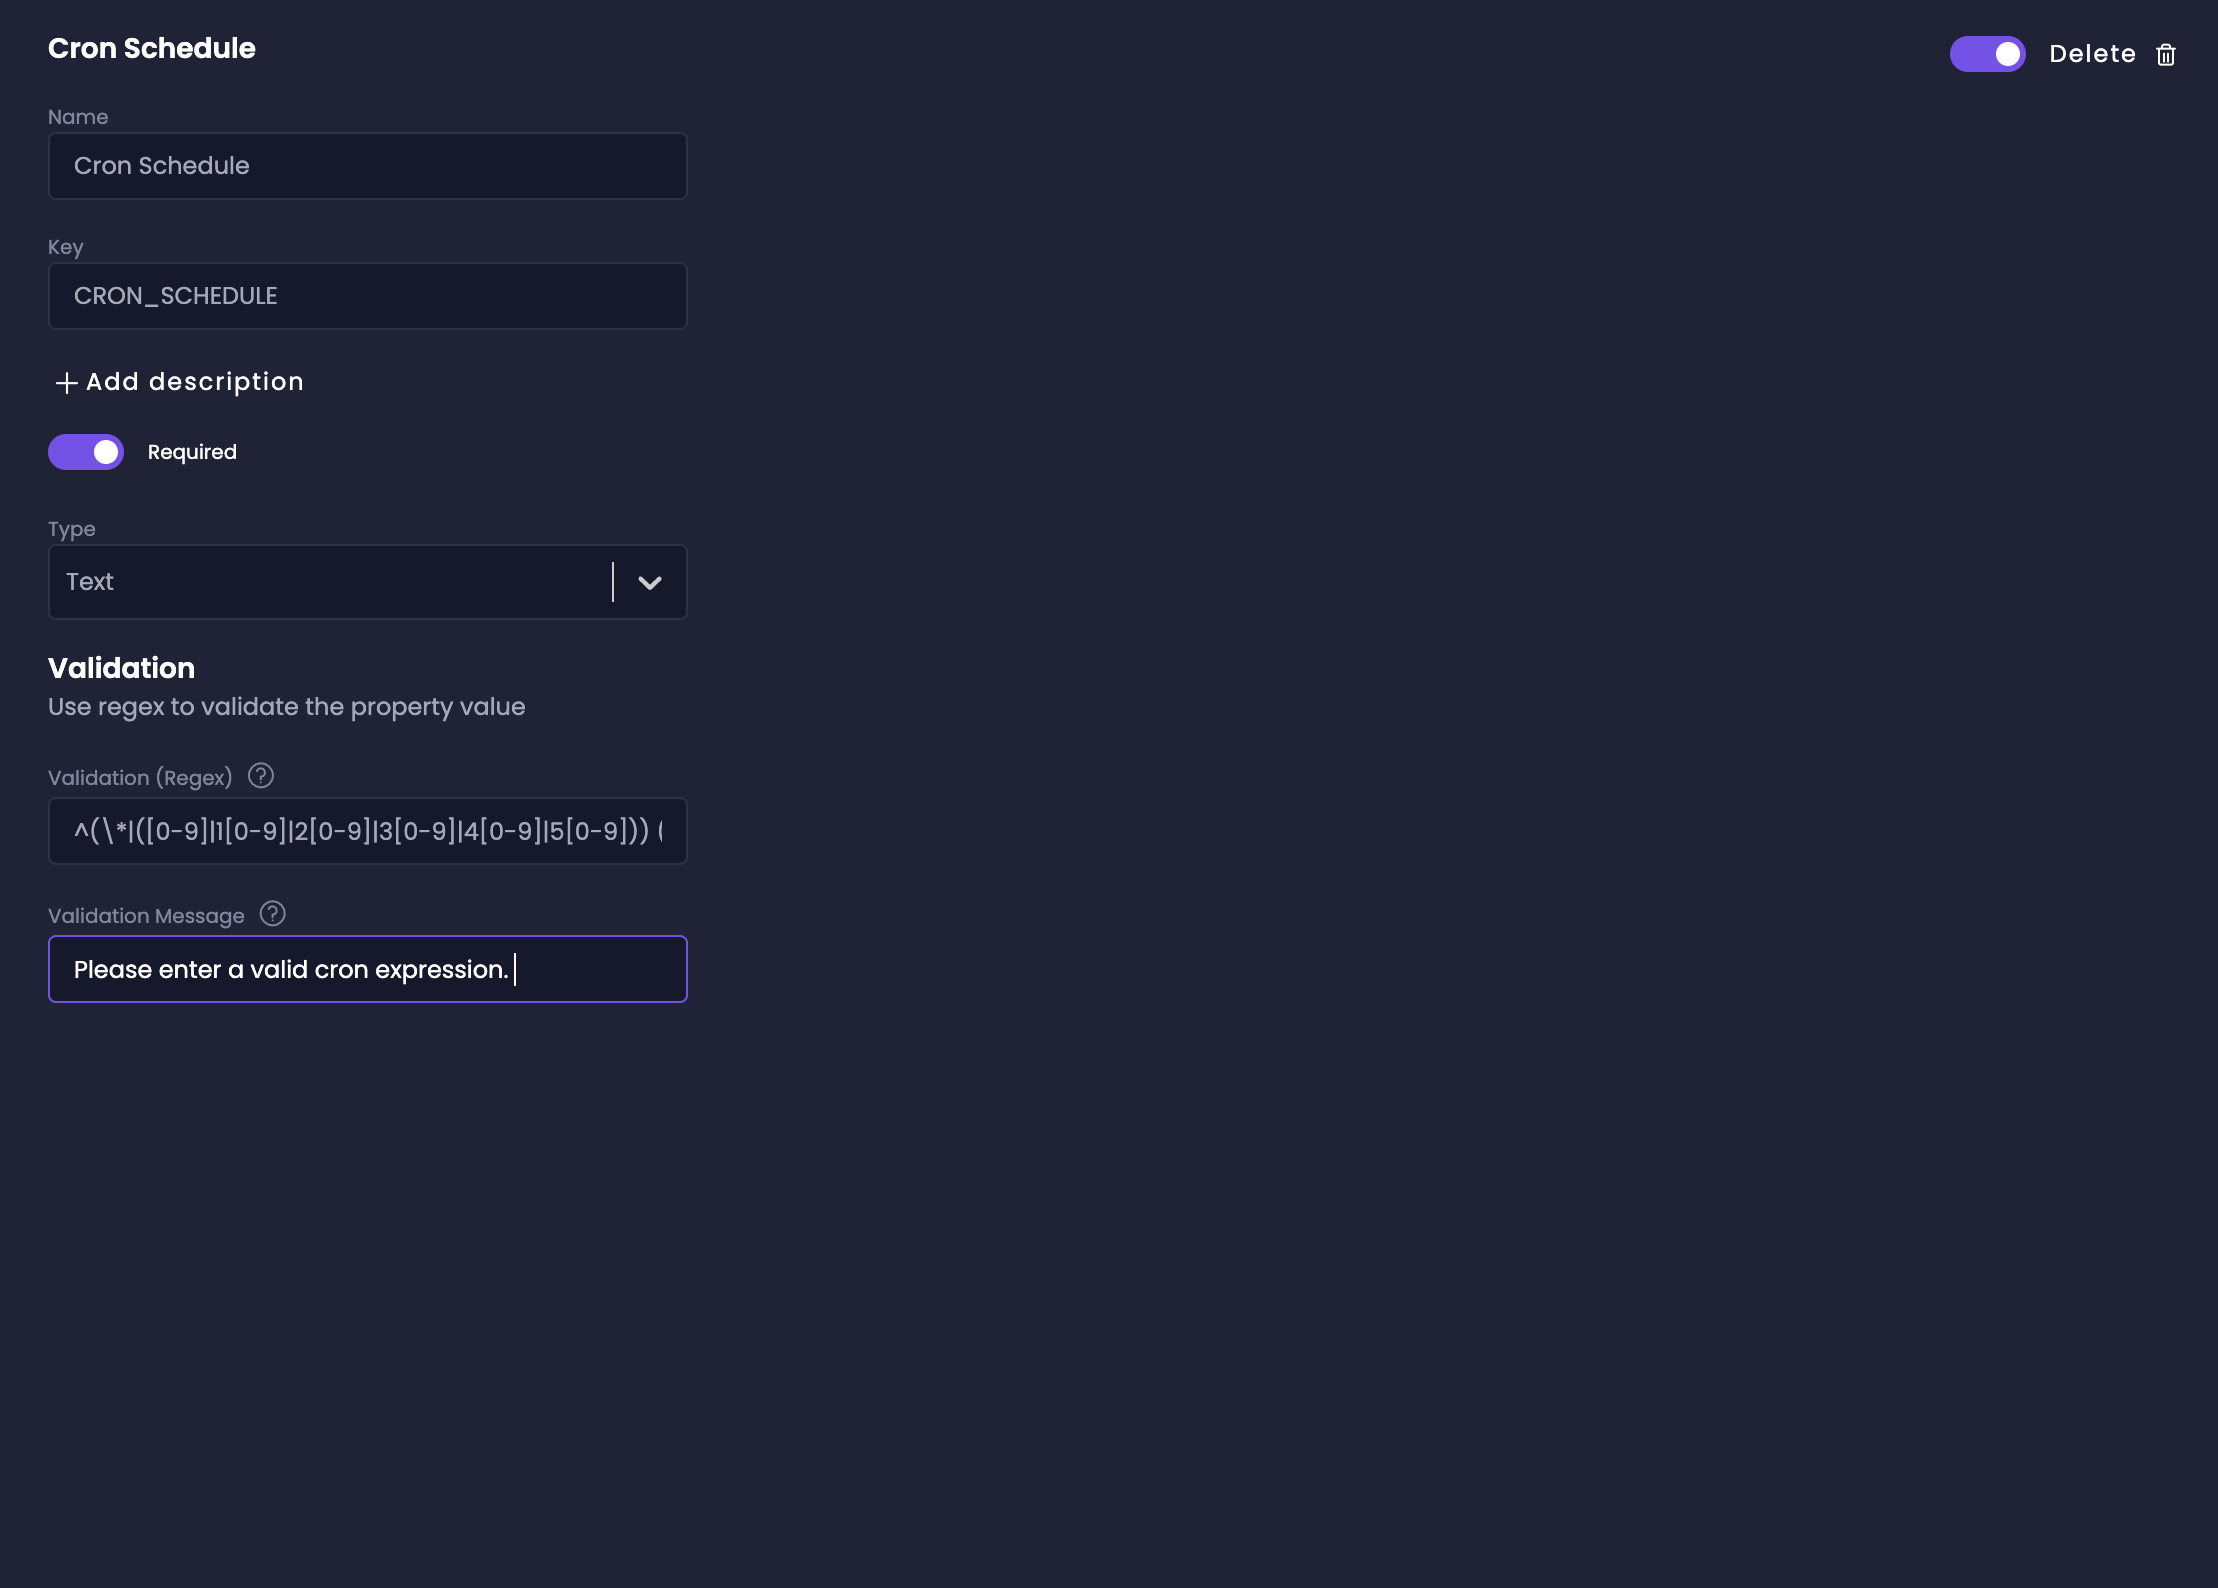 Cron Schedule
Delete
Name
Cron Schedule
Key
CRON_SCHEDULE
Add description
Required
Type
Text
Validation
Use regex to validate the property value
Validation (Regex)
^(\*|([0-9]|1[0-9]|2[0-9]|3[0-9]|4[0-9]|5[0-9])) (
Validation Message
Please enter a valid cron expression.